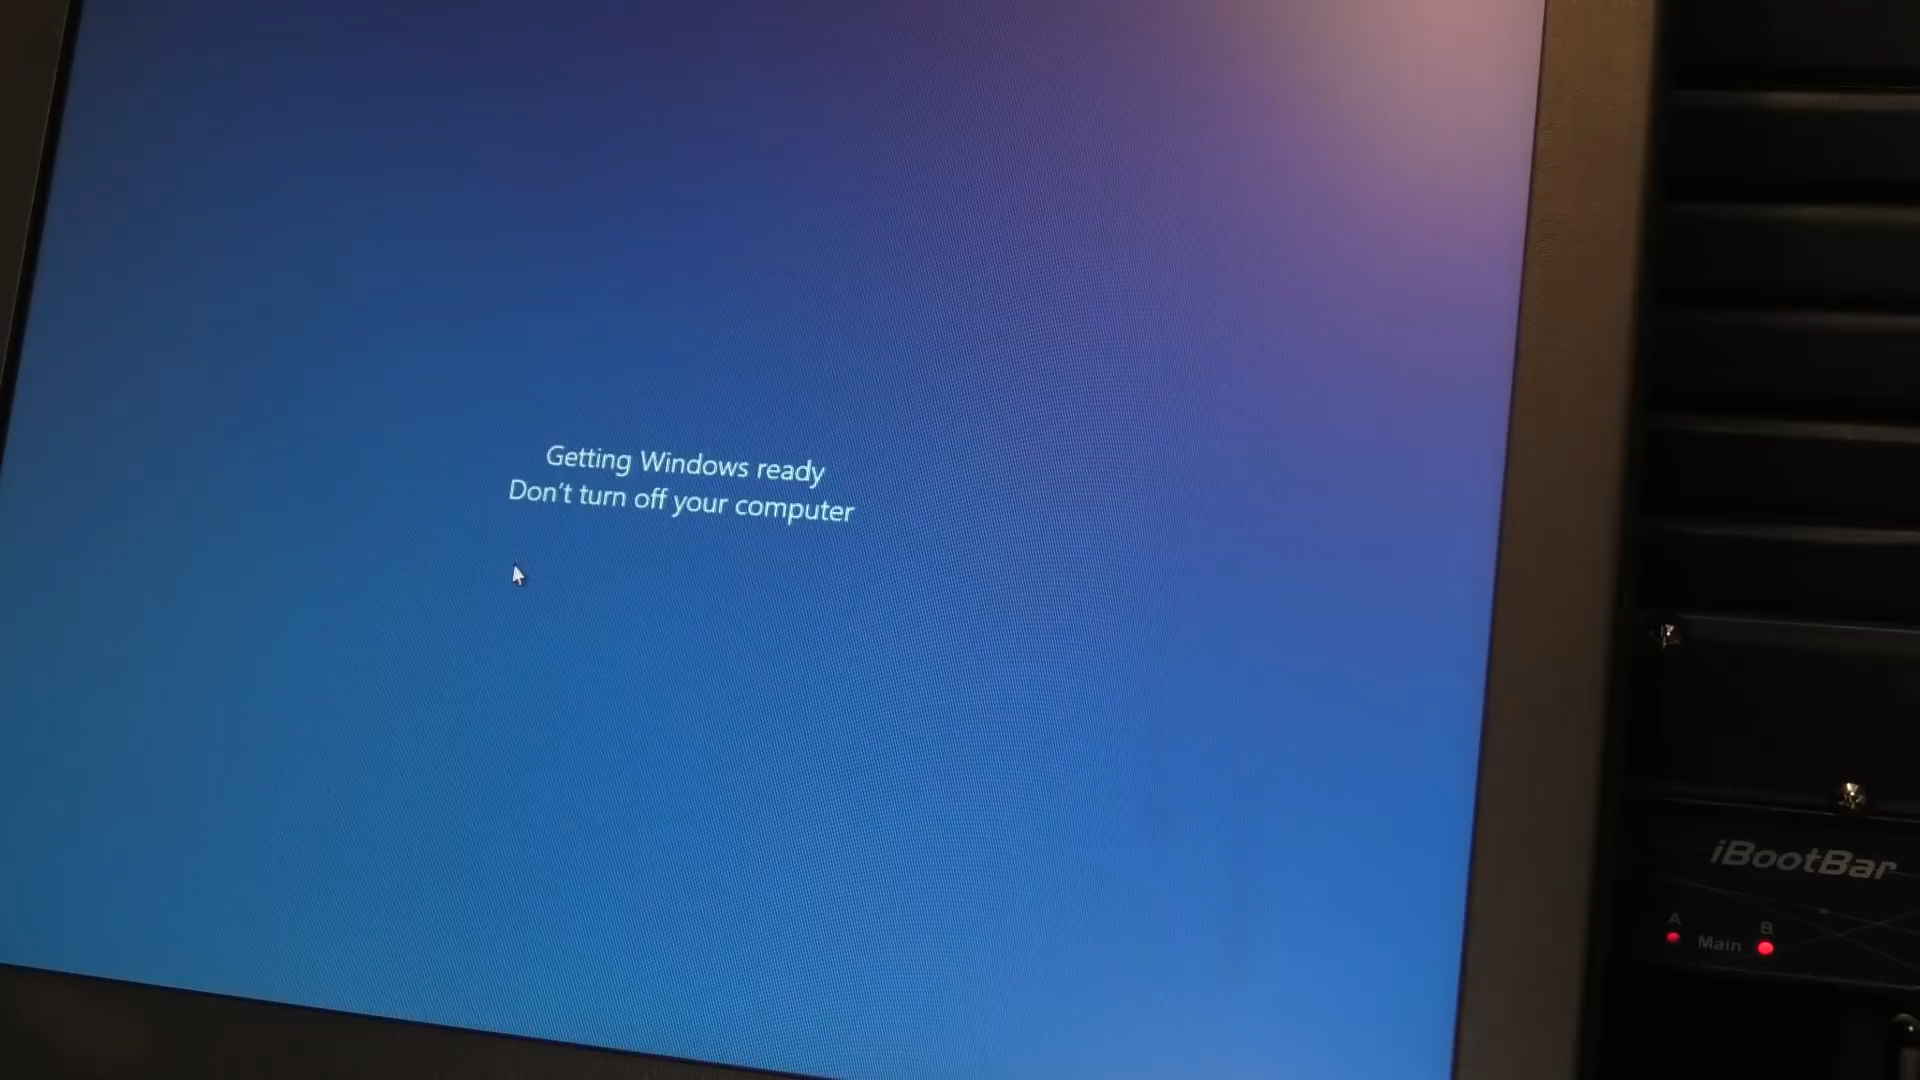 Getting Windows ready
Don't turn off your computer
iBootBar
A
B
Main